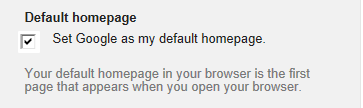 Default homepage
Set Google as my default homepage.
Your default homepage in your browser is the first
page that appears when you open your browser.